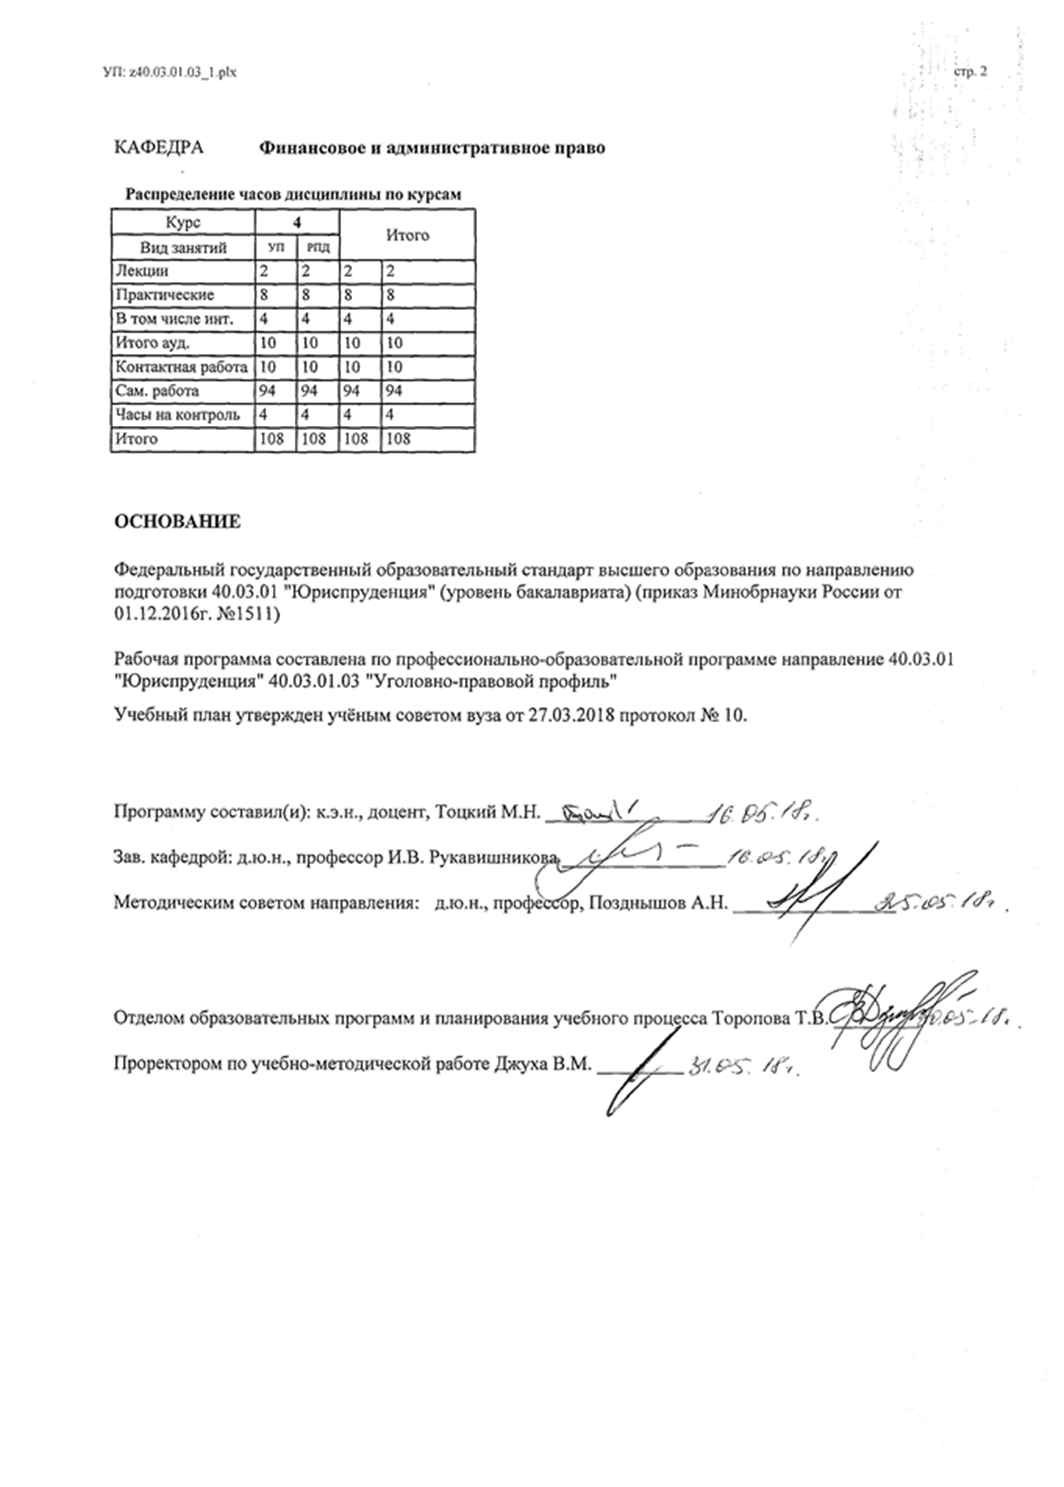 УП: z40.03.01.03_1.plx стр. 2
КАФЕДРА Финансовое и административное право
Распределение часов дисциплины по курсам
Курс 4 Итого
Вид занятий УП РПД
Лекции 2 2 2 2
Практические 8 8 8 8
В том числе инт. 4 4 4 4
Итого ауд. 10 10 10 10
Контактная работа 10 10 10 10
Сам. работа 94 94 94 94
Часы на контроль 4 4 4 4
Итого 108 108 108 108
ОСНОВАНИЕ
Федеральный государственный образовательный стандарт высшего образования по направлению
подготовки 40.03.01 "Юриспруденция" (уровень бакалавриата) (приказ Минобрнауки России от
01.12.2016г. №1511)
Рабочая программа составлена по профессионально-образовательной программе направление 40.03.01
"Юриспруденция" 40.03.01.03 "Уголовно-правовой профиль"
Учебный план утвержден учёным советом вуза от 27.03.2018 протокол № 10.
Программу составил(и): к.э.н., доцент, Тоцкий М.Н. 16.05.18г.
Зав. кафедрой: д.ю.н., профессор И.В. Рукавишникова 16.05.18г
Методическим советом направления: д.ю.н., профессор, Позднышов А.Н. 25.05.18г.
Отделом образовательных программ и планирования учебного процесса Торопова Т.В.
Проректором по учебно-методической работе Джуха В.М. 31.05.18г.